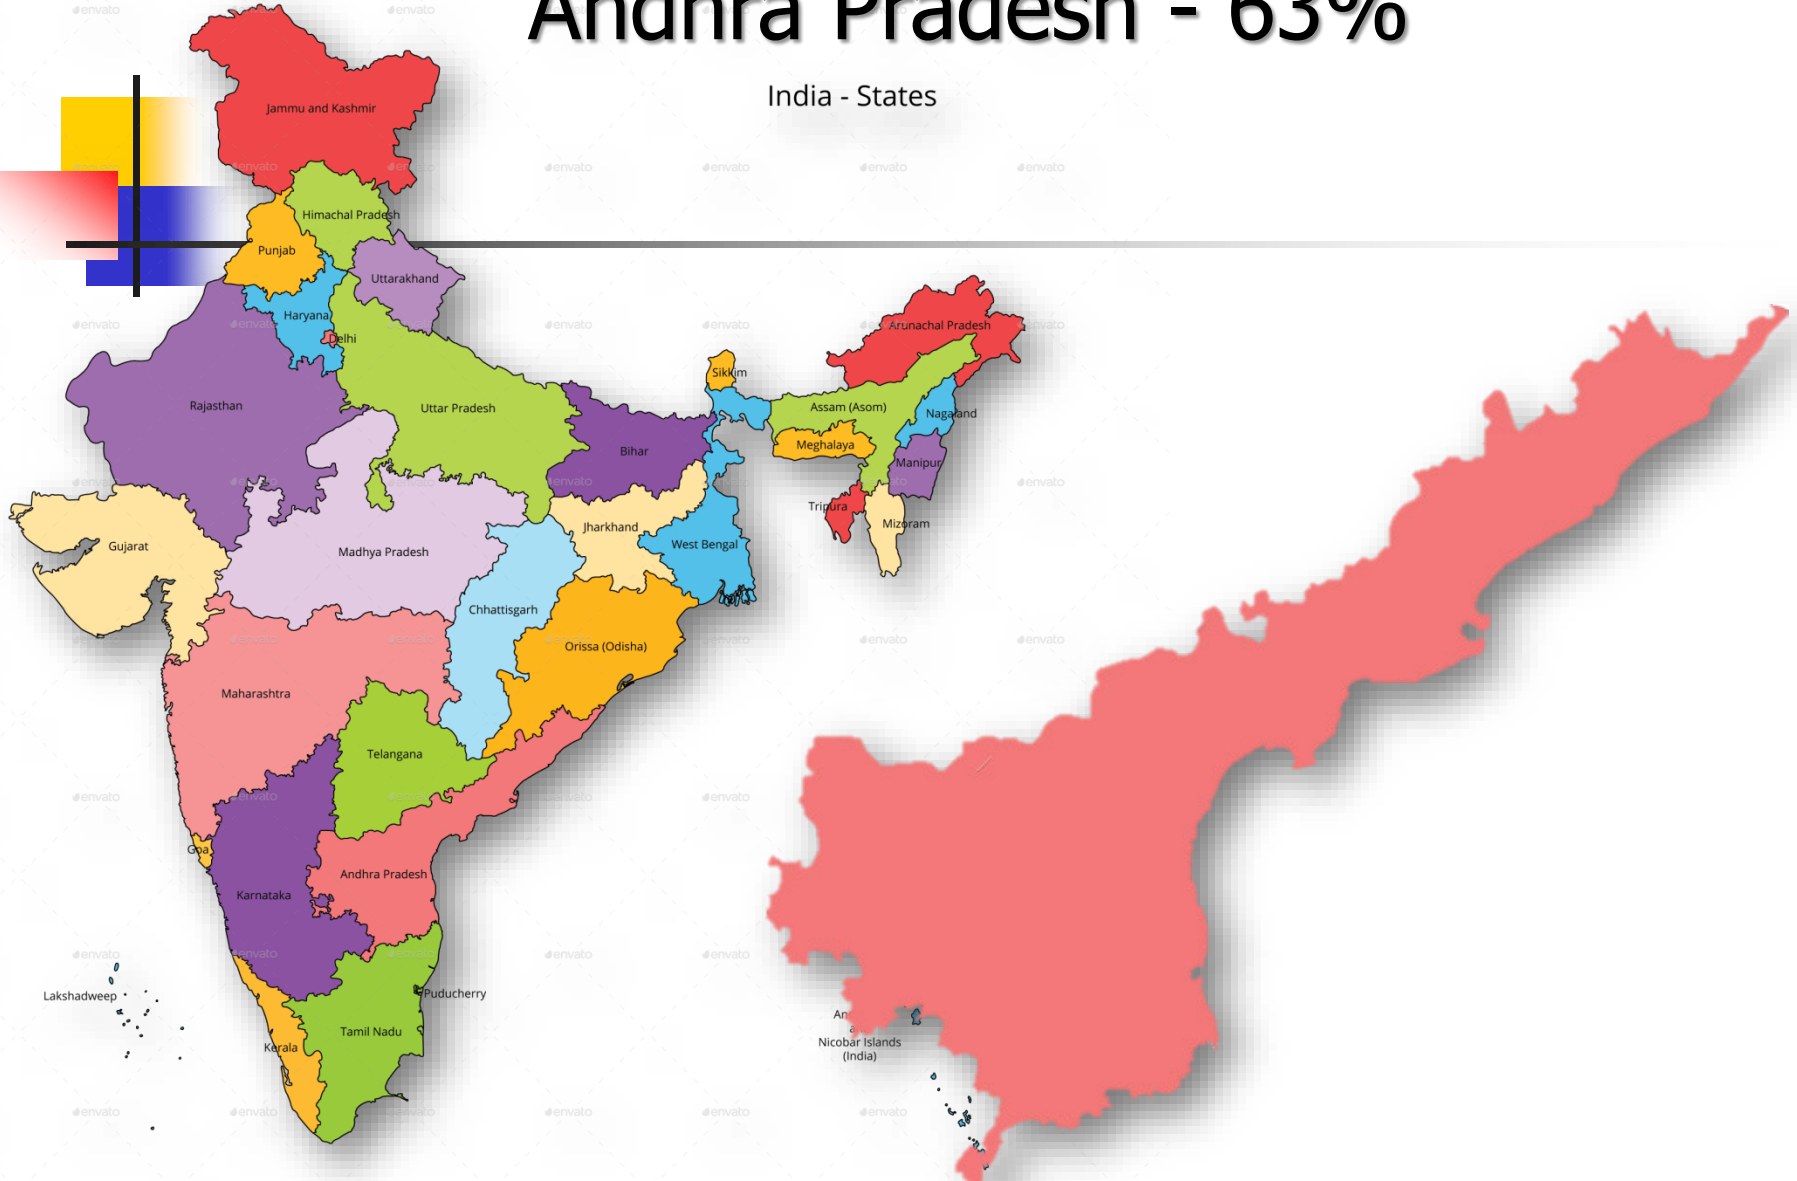 Andhra Pradesh - 63%
India - States
Jammu and Kashmir
Himachal Pradesh
Punjab
Uttarakhand
Haryana
Delhi
Arunachal Pradesh
Sikkim
Rajasthan
Uttar Pradesh
Assam (Asom)
Nagaland
Bihar
Meghalaya
Manipur
Tripura
Mizoram
Gujarat
Madhya Pradesh
Jharkhand
West Bengal
Chhattisgarh
Orissa (Odisha)
Maharashtra
Telangana
Goa
Andhra Pradesh
Karnataka
Lakshadweep
Puducherry
Tamil Nadu
Kerala
Nicobar Islands
(India)
envato